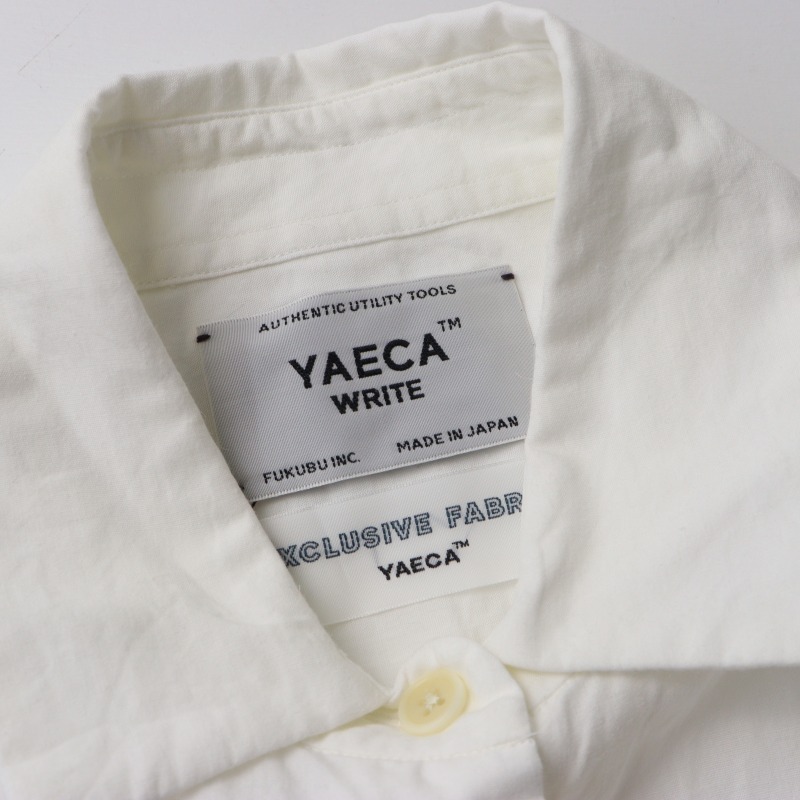 AUTHENTIC UTILITY TOOLS
YAECA™
WRITE
FUKUBU INC. MADE IN JAPAN
XCLUSIVE FABR
YAECA™